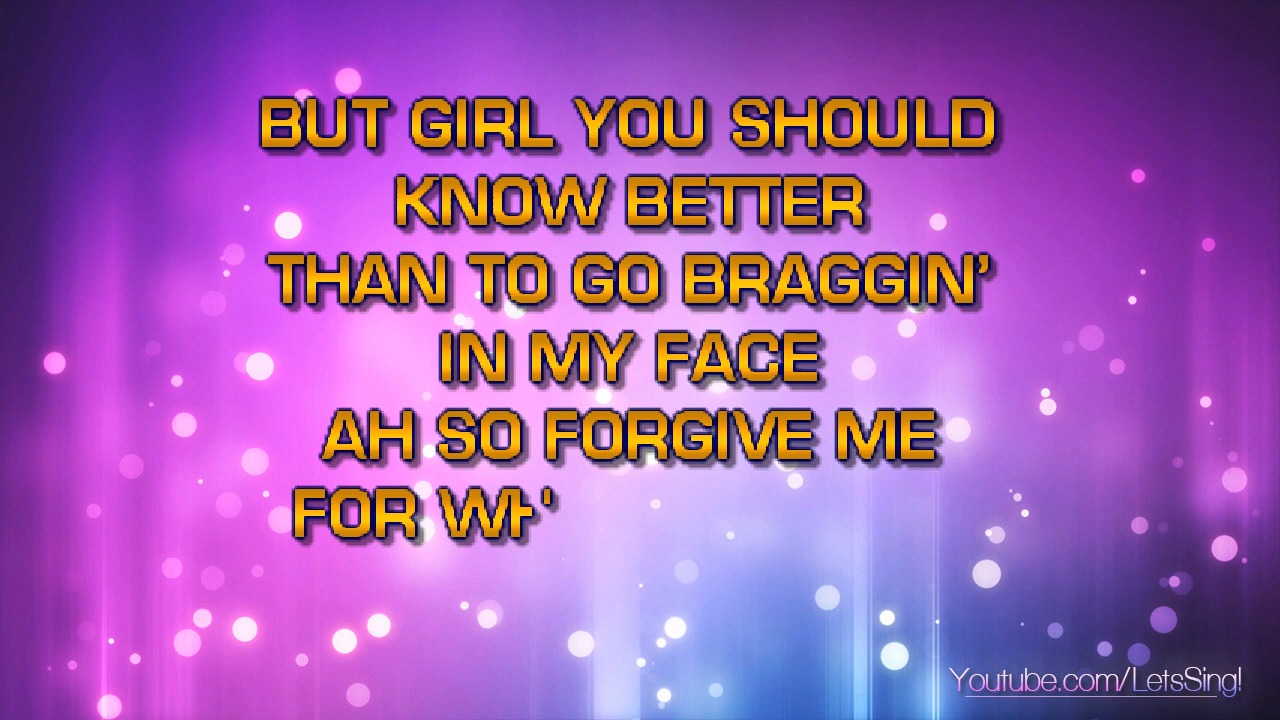 BUT GIRL YOU SHOULD
KNOW BETTER
THAN TO GO BRAGGIN'
IN MY FACE
AH SO FORGIVE ME
FOR
Youtube.com/LetsSing!